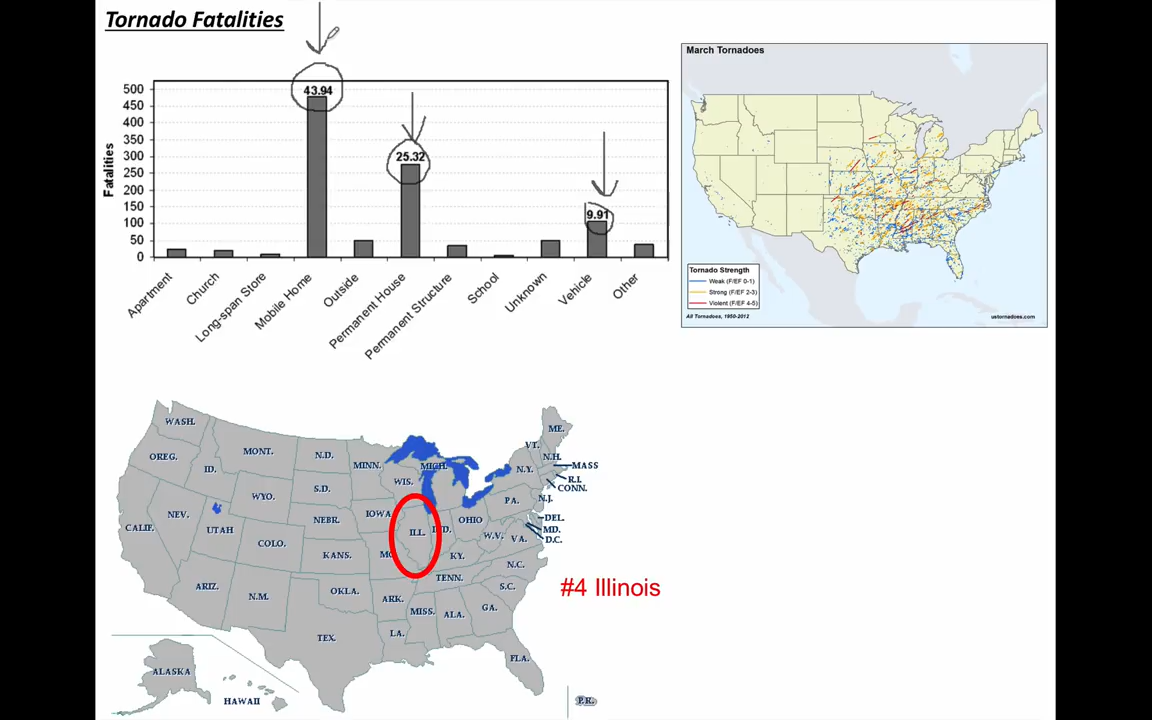 Tornado Fatalities
Fatalities
500
450
400
350
300
250
200
150
100
50
0
43.94
25.32
9.91
Apartment
Church
Long-span Store
Mobile Home
Outside
Permanent House
Permanent Structure
School
Unknown
Vehicle
Other
March Tornadoes
Tornado Strength
Weak (F/EF 0-1)
Strong (F/EF 2-3)
Violent (F/EF 4-5)
All Tornadoes, 1950-2012
ustornadoes.com
WASH.
OREG.
ID.
MONT.
N.D.
MINN.
WIS.
MICH.
VT.
ME.
N.H.
MASS
R.I.
CONN.
N.Y.
S.D.
WYO.
NEV.
CALIF.
UTAH
COLO.
NEBR.
IOWA
ILL.
IND.
OHIO
PA.
N.J.
DEL.
MD.
D.C.
W.V.
VA.
KY.
MO
KANS.
ARIZ.
N.M.
OKLA.
ARK.
TENN.
N.C.
S.C.
MISS.
ALA.
GA.
TEX.
LA.
FLA.
#4 Illinois
ALASKA
HAWAII
P.R.